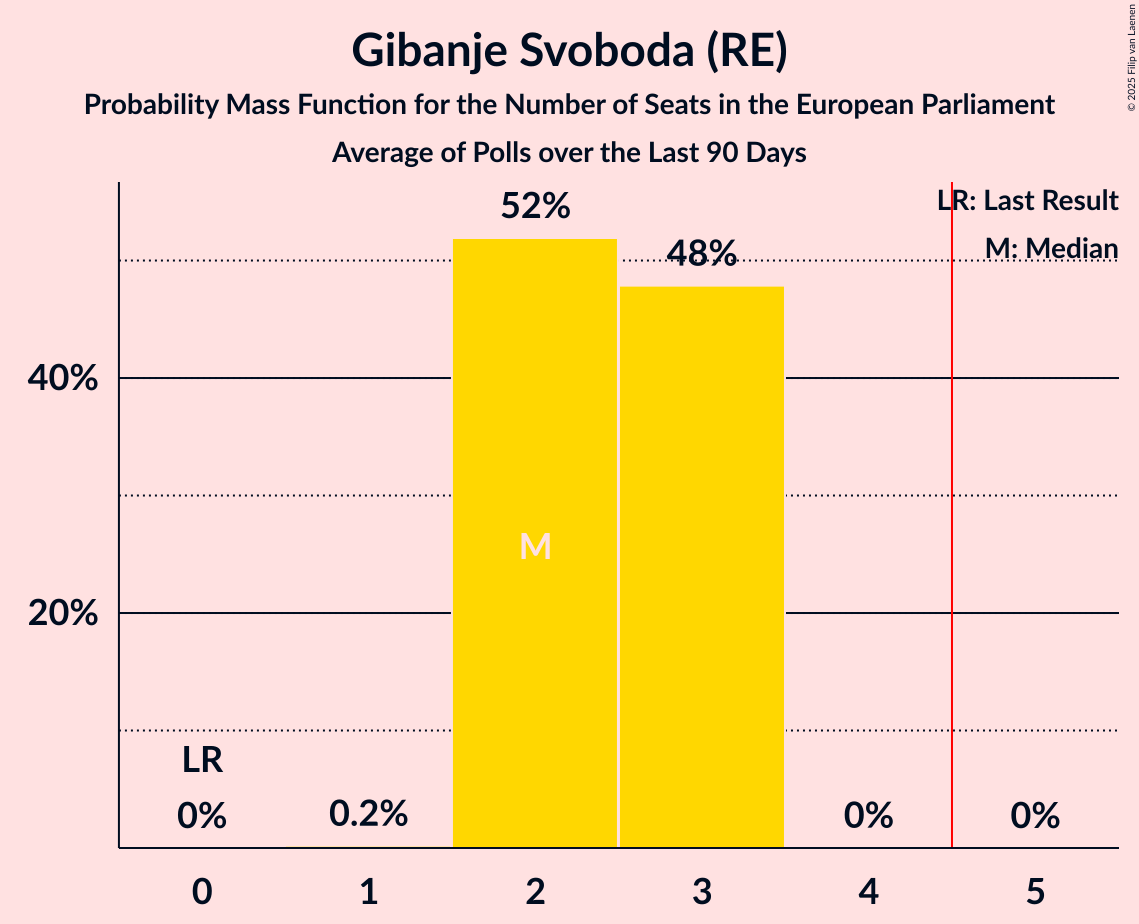 Gibanje Svoboda (RE)
Probability Mass Function for the Number of Seats in the European Parliament
Average of Polls over the Last 90 Days
© 2025 Filip van Laenen
LR: Last Result
M: Median
52%
48%
40%
M
20%
LR
0%
0.2%
0%
0%
0 1 2 3 4 5